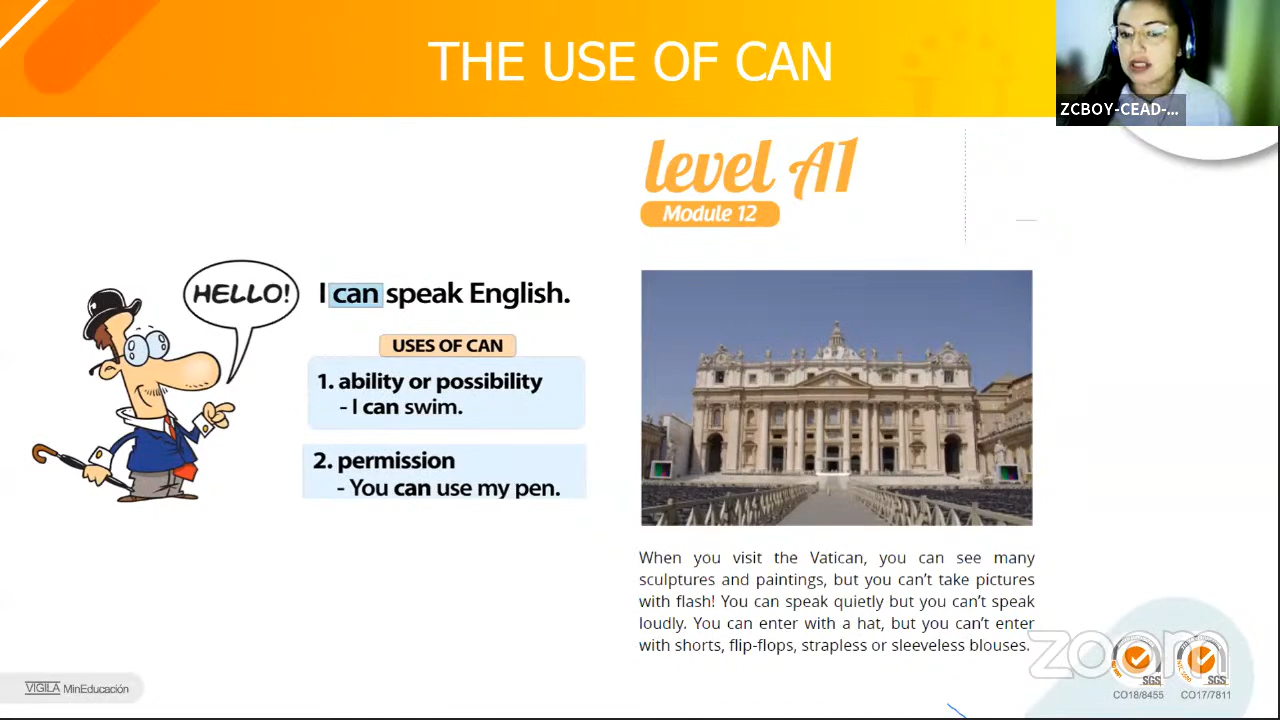 THE USE OF CAN
ZCBOY-CEAD-...
level A1
Module 12
HELLO!
I can speak English.
USES OF CAN
1. ability or possibility
- I can swim.
2. permission
- You can use my pen.
When you visit the Vatican, you can see many
sculptures and paintings, but you can't take pictures
with flash! You can speak quietly but you can't speak
loudly. You can enter with a hat, but you can't enter
with shorts, flip-flops, strapless or sleeveless blouses.
zoom
SGS SGS
CO18/8455 CO17/7811
VIGILA MinEducación